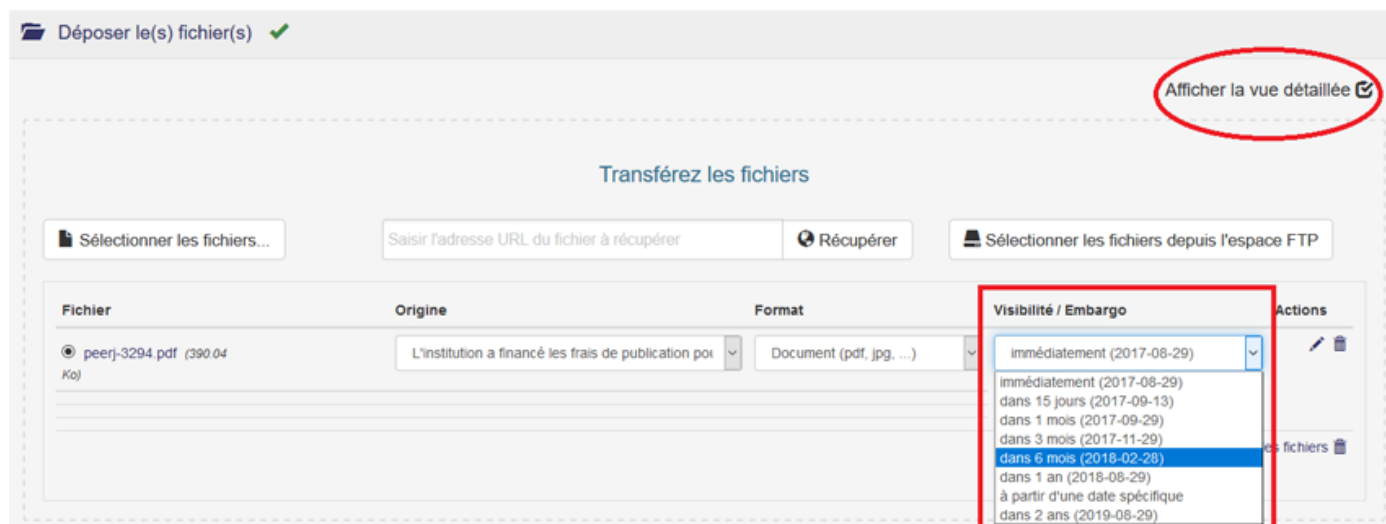 Déposer le(s) fichier(s)
Afficher la vue détaillée
Transférez les fichiers
Sélectionner les fichiers...
Saisir l'adresse URL du fichier à récupérer
Récupérer
Sélectionner les fichiers depuis l'espace FTP
Fichier Origine Format Visibilité / Embargo Actions
peerj-3294.pdf (390.04 Ko)
L'institution a financé les frais de publication pou
Document (pdf, jpg, ...)
immédiatement (2017-08-29)
immédiatement (2017-08-29)
dans 15 jours (2017-09-13)
dans 1 mois (2017-09-29)
dans 3 mois (2017-11-29)
dans 6 mois (2018-02-28)
dans 1 an (2018-08-29)
à partir d'une date spécifique
dans 2 ans (2019-08-29)
es fichiers